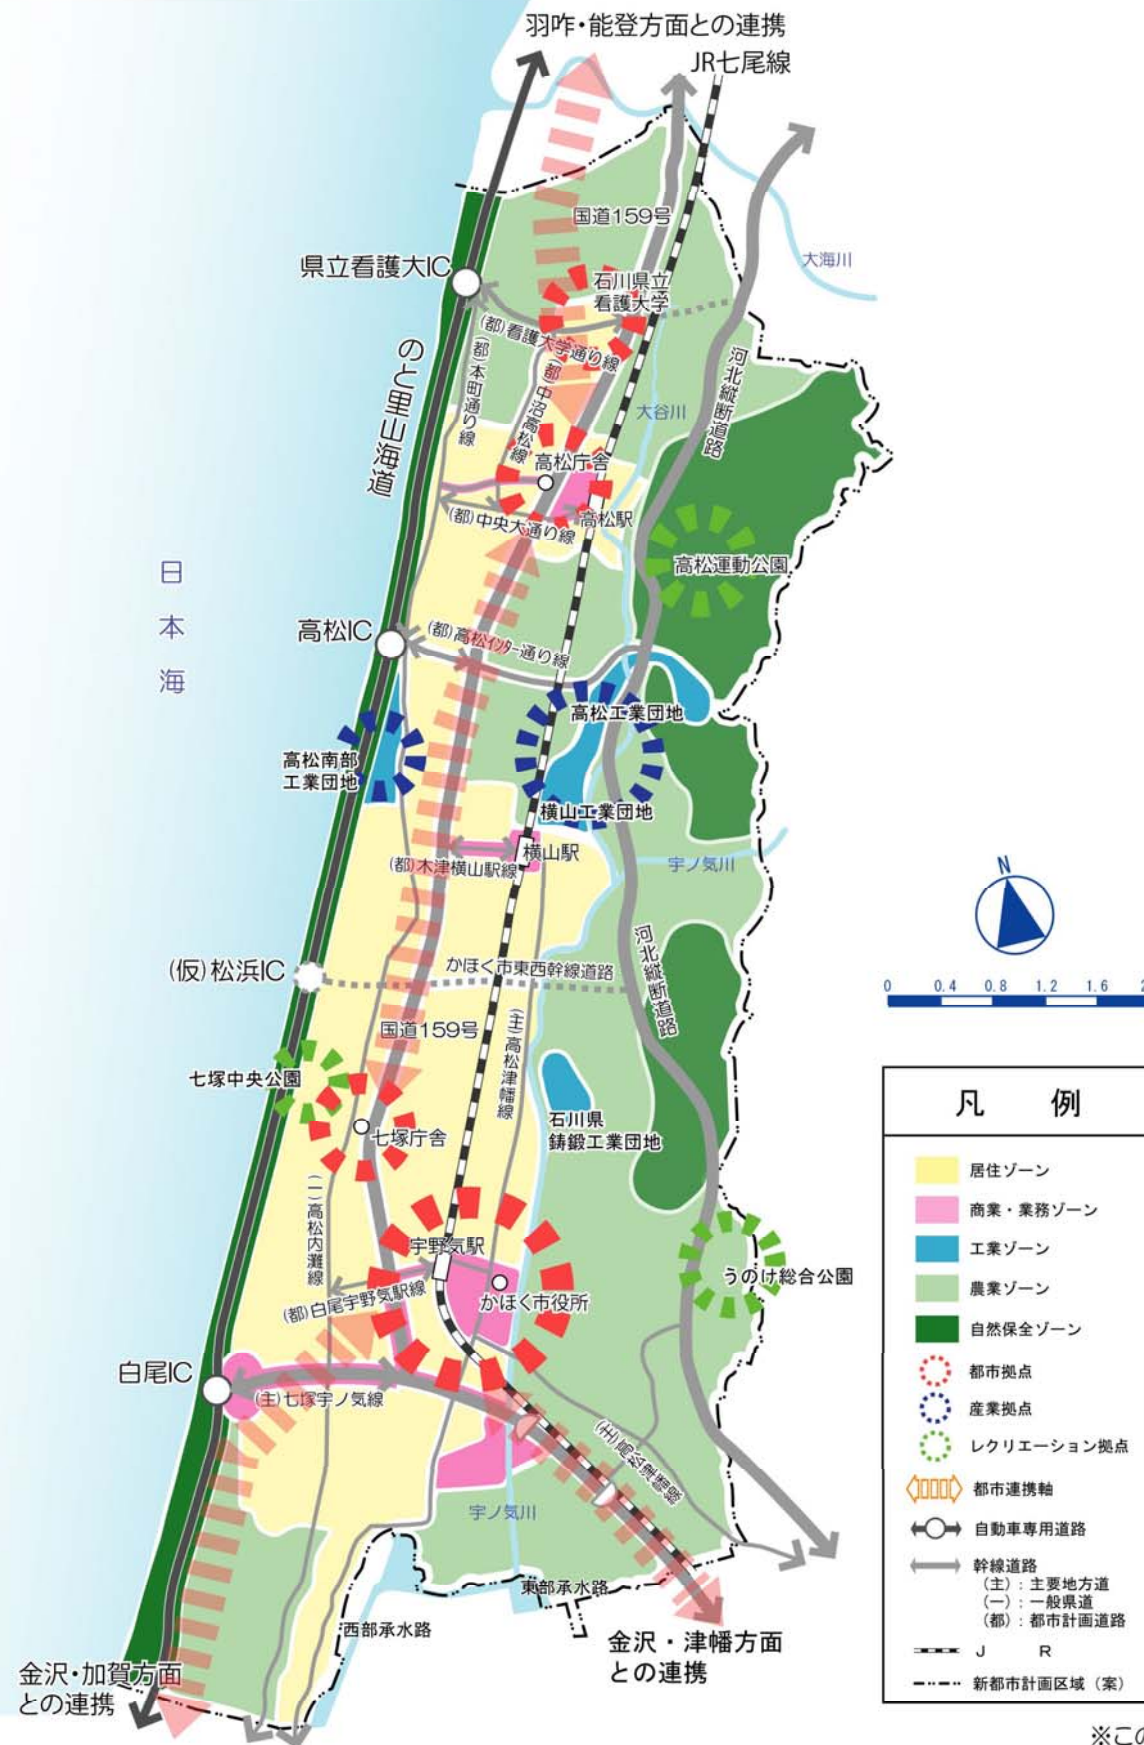 羽咋・能登方面との連携
JR七尾線
国道159号
大海川
県立看護大IC
石川県立
看護大学
(都)看護大学通り線
(都)本町通り線
(都)中沼高松線
のと里山海道
河北縦断道路
大谷川
高松庁舎
高松駅
(都)中央大通り線
高松運動公園
日本海
高松IC
(都)高松インター通り線
高松工業団地
高松南部
工業団地
横山工業団地
横山駅
(都)木津横山駅線
宇ノ気川
N
(仮)松浜IC
かほく市東西幹線道路
河北縦断道路
0 0.4 0.8 1.2 1.6 2
国道159号
(主)高松津幡線
七塚中央公園
七塚庁舎
石川県
鋳鍛工業団地
(一)高松内灘線
宇野気駅
かほく市役所
うのけ総合公園
(都)白尾宇野気駅線
白尾IC
(主)七塚宇ノ気線
(主)高松津幡線
宇ノ気川
東部承水路
西部承水路
金沢・津幡方面
との連携
金沢・加賀方面
との連携
凡 例
居住ゾーン
商業・業務ゾーン
工業ゾーン
農業ゾーン
自然保全ゾーン
都市拠点
産業拠点
レクリエーション拠点
都市連携軸
自動車専用道路
幹線道路
(主)：主要地方道
(一)：一般県道
(都)：都市計画道路
J R
新都市計画区域（案）
※この